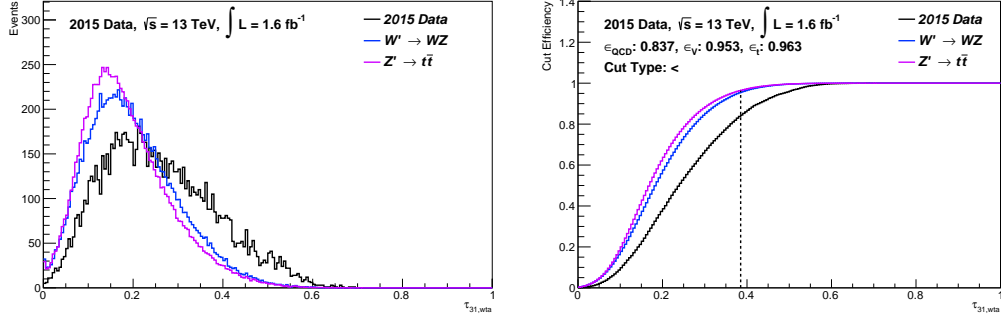 Events
2015 Data, √s = 13 TeV, ∫ L = 1.6 fb⁻¹
2015 Data
W' → WZ
Z' → tt̄
300
250
200
150
100
50
0
0 0.2 0.4 0.6 0.8 1
τ31,wta
Cut Efficiency
2015 Data, √s = 13 TeV, ∫ L = 1.6 fb⁻¹
ϵQCD: 0.837, ϵV: 0.953, ϵt: 0.963
Cut Type: <
2015 Data
W' → WZ
Z' → tt̄
1.4
1.2
1
0.8
0.6
0.4
0.2
0
0 0.2 0.4 0.6 0.8 1
τ31,wta